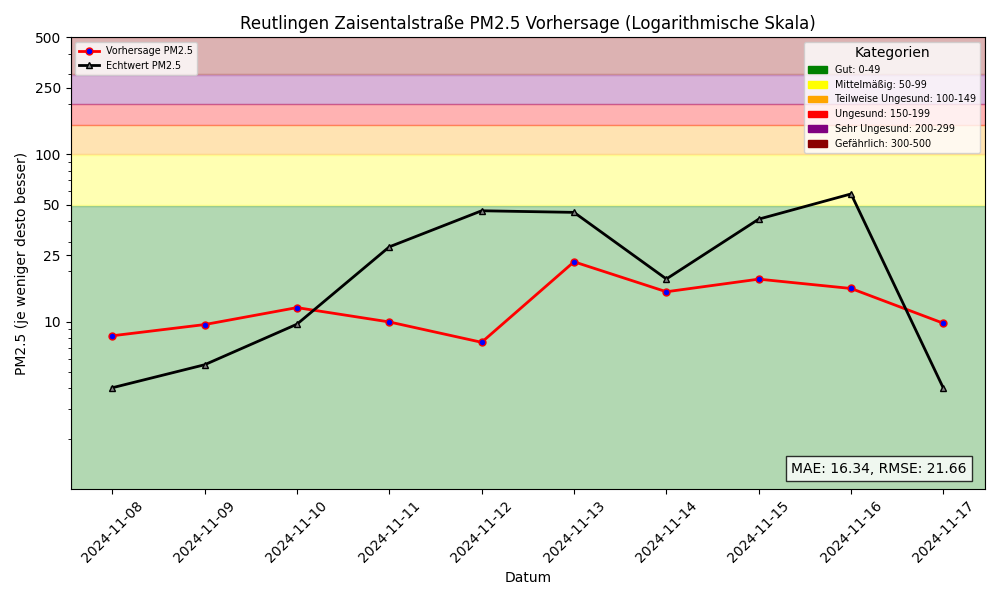 Reutlingen Zaisentalstraße PM2.5 Vorhersage (Logarithmische Skala)
PM2.5 (je weniger desto besser)
500
250
100
50
25
10
Vorhersage PM2.5
Echtwert PM2.5
Kategorien
Gut: 0-49
Mittelmäßig: 50-99
Teilweise Ungesund: 100-149
Ungesund: 150-199
Sehr Ungesund: 200-299
Gefährlich: 300-500
MAE: 16.34, RMSE: 21.66
2024-11-08
2024-11-09
2024-11-10
2024-11-11
2024-11-12
2024-11-13
2024-11-14
2024-11-15
2024-11-16
2024-11-17
Datum